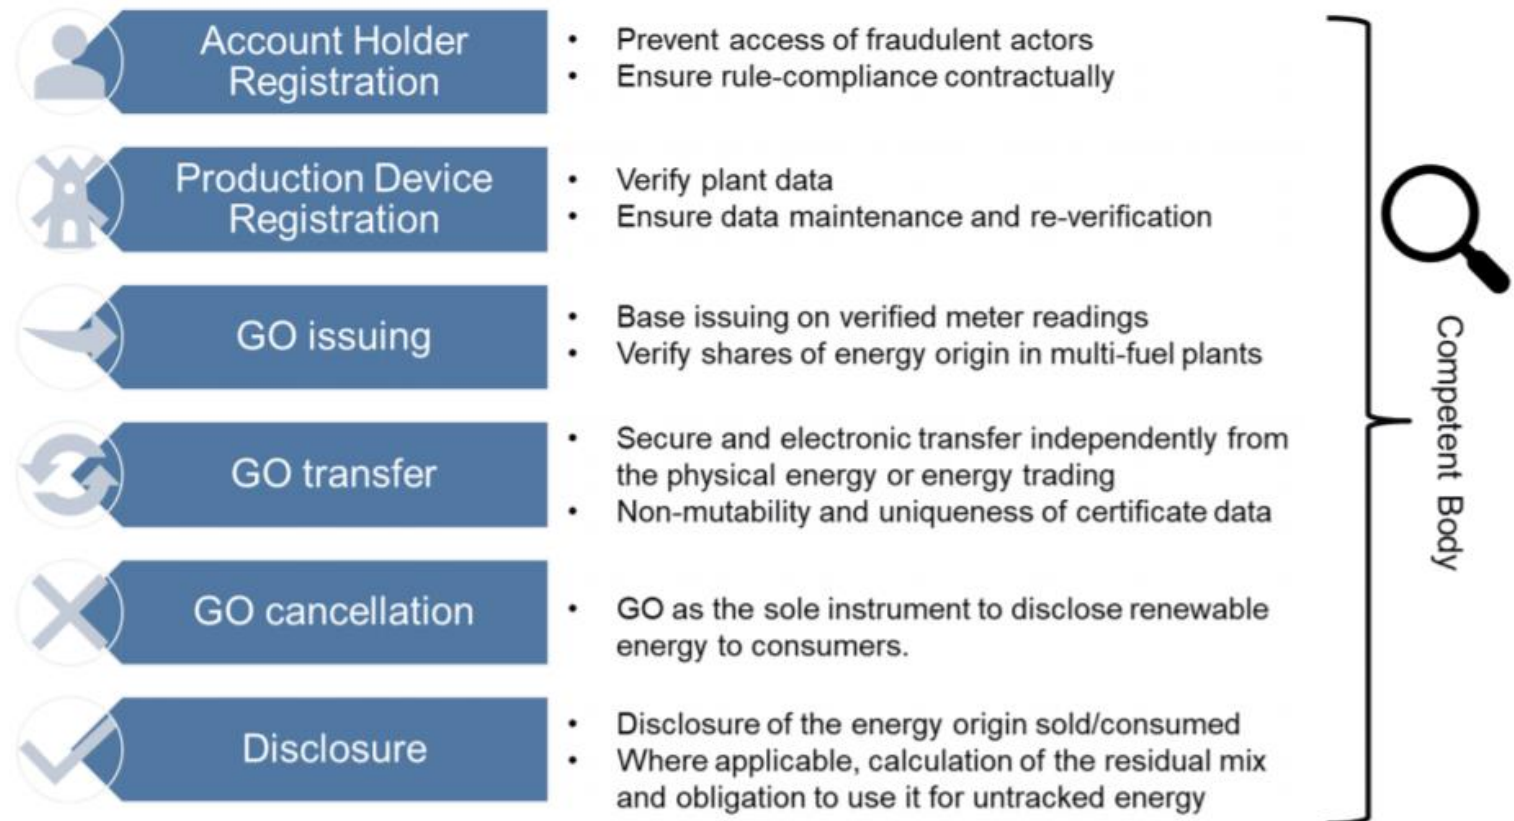 Account Holder
Registration
• Prevent access of fraudulent actors
• Ensure rule-compliance contractually
Production Device
Registration
• Verify plant data
• Ensure data maintenance and re-verification
GO issuing
• Base issuing on verified meter readings
• Verify shares of energy origin in multi-fuel plants
GO transfer
• Secure and electronic transfer independently from
the physical energy or energy trading
• Non-mutability and uniqueness of certificate data
GO cancellation
• GO as the sole instrument to disclose renewable
energy to consumers.
Disclosure
• Disclosure of the energy origin sold/consumed
• Where applicable, calculation of the residual mix
and obligation to use it for untracked energy
Competent Body